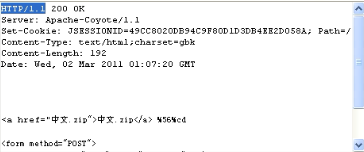 HTTP/1.1 200 OK
Server: Apache-Coyote/1.1
Set-Cookie: JSESSIONID=49CC8020DB94C9F8D1D3DB4EE2D058A; Path=/
Content-Type: text/html;charset=gbk
Content-Length: 192
Date: Wed, 02 Mar 2011 01:07:20 GMT
<a href="中文.zip">中文.zip</a> %56%cd
<form method="POST">